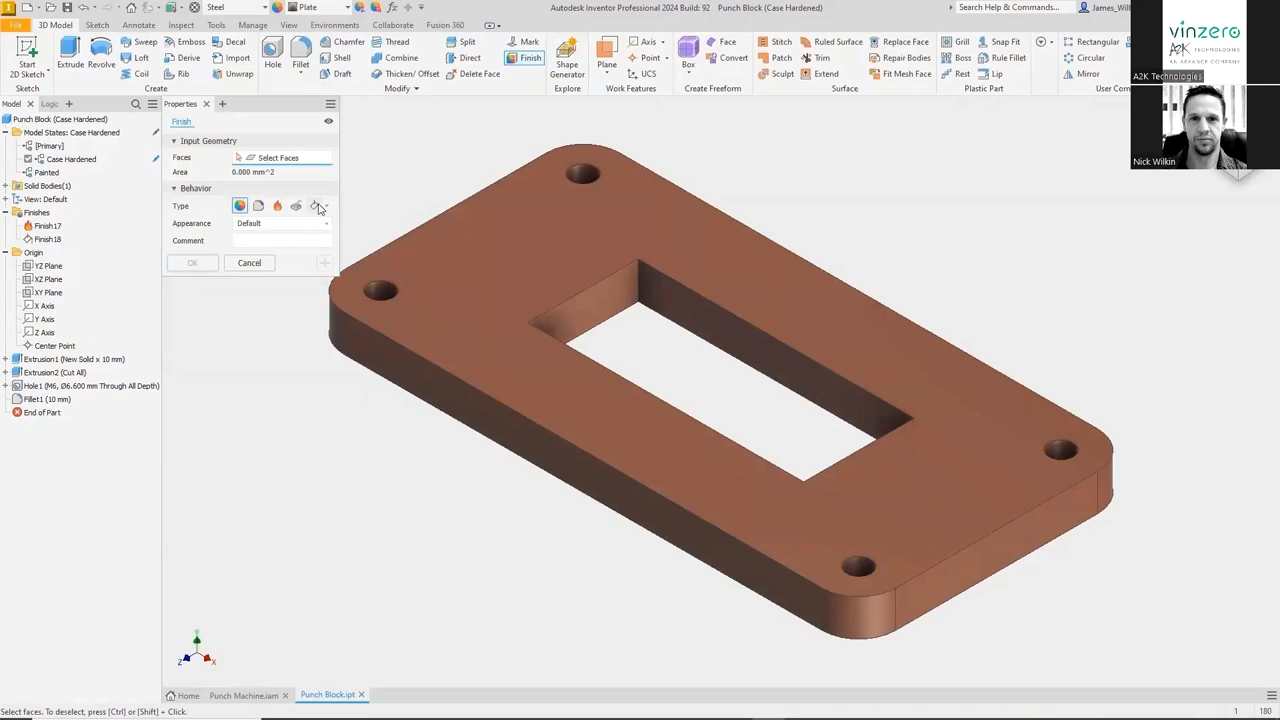 Steel Plate Autodesk Inventor Professional 2024 Build: 92 Punch Block (Case Hardened) Search Help & Commands... James_Wil
File 3D Model Sketch Annotate Inspect Tools Manage View Environments Collaborate Fusion 360
Start 2D Sketch
Extrude Revolve
Sweep Emboss Decal
Loft Derive Import
Coil Rib Unwrap
Hole Fillet
Chamfer Thread Split
Shell Combine Direct
Draft Thicken/ Offset Delete Face
Mark
Finish
Shape Generator
Plane
Axis
Point
UCS
Box
Face
Convert
Stitch Ruled Surface Replace Face
Patch Trim Repair Bodies
Sculpt Extend Fit Mesh Face
Grill Snap Fit
Boss Rule Fillet
Rest Lip
Rectangular
Circular
Mirror
Sketch Create Modify Explore Work Features Create Freeform Surface Plastic Part User Com
vinzero
A2K TECHNOLOGIES
AN ARRANCE COMPANY
A2K Technologies
Nick Wilkin
Model Logic
Punch Block (Case Hardened)
Model States: Case Hardened
[Primary]
Case Hardened
Painted
Solid Bodies(1)
View: Default
Finishes
Finish17
Finish18
Origin
YZ Plane
XZ Plane
XY Plane
X Axis
Y Axis
Z Axis
Center Point
Extrusion1 (New Solid x 10 mm)
Extrusion2 (Cut All)
Hole1 (M6, Ø6.600 mm Through All Depth)
Fillet1 (10 mm)
End of Part
Properties
Finish
Input Geometry
Faces Select Faces
Area 0.000 mm^2
Behavior
Type
Appearance Default
Comment
OK Cancel
Y
Z X
Home Punch Machine.iam Punch Block.ipt
Select faces. To deselect, press [Ctrl] or [Shift] + Click. 1 180